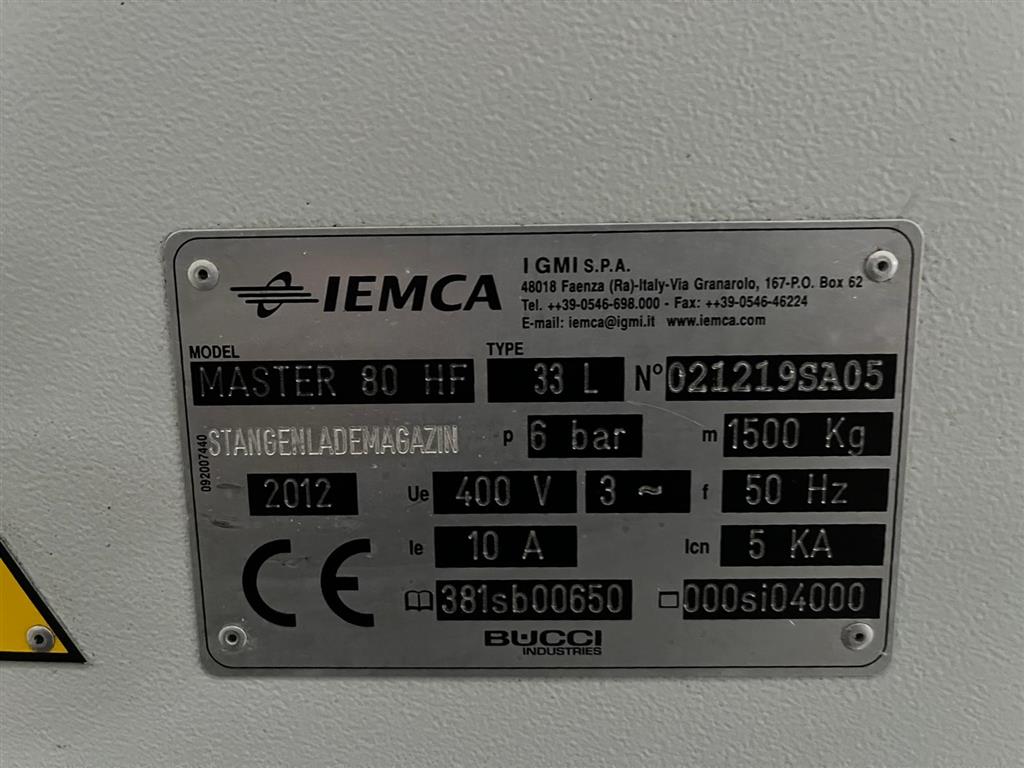 IEMCA
I GMI S.P.A.
48018 Faenza (Ra)-Italy-Via Granarolo, 167-P.O. Box 62
Tel. ++39-0546-698.000 - Fax: ++39-0546-46224
E-mail: iemca@igmi.it www.iemca.com
MODEL TYPE
MASTER 80 HF 33 L N° 021219SA05
STANGENLADEMAGAZIN p 6 bar m 1500 Kg
092007440
2012 Ue 400 V 3 ~ f 50 Hz
CE Ie 10 A Icn 5 KA
381sb00650 000si04000
BUCCI
INDUSTRIES